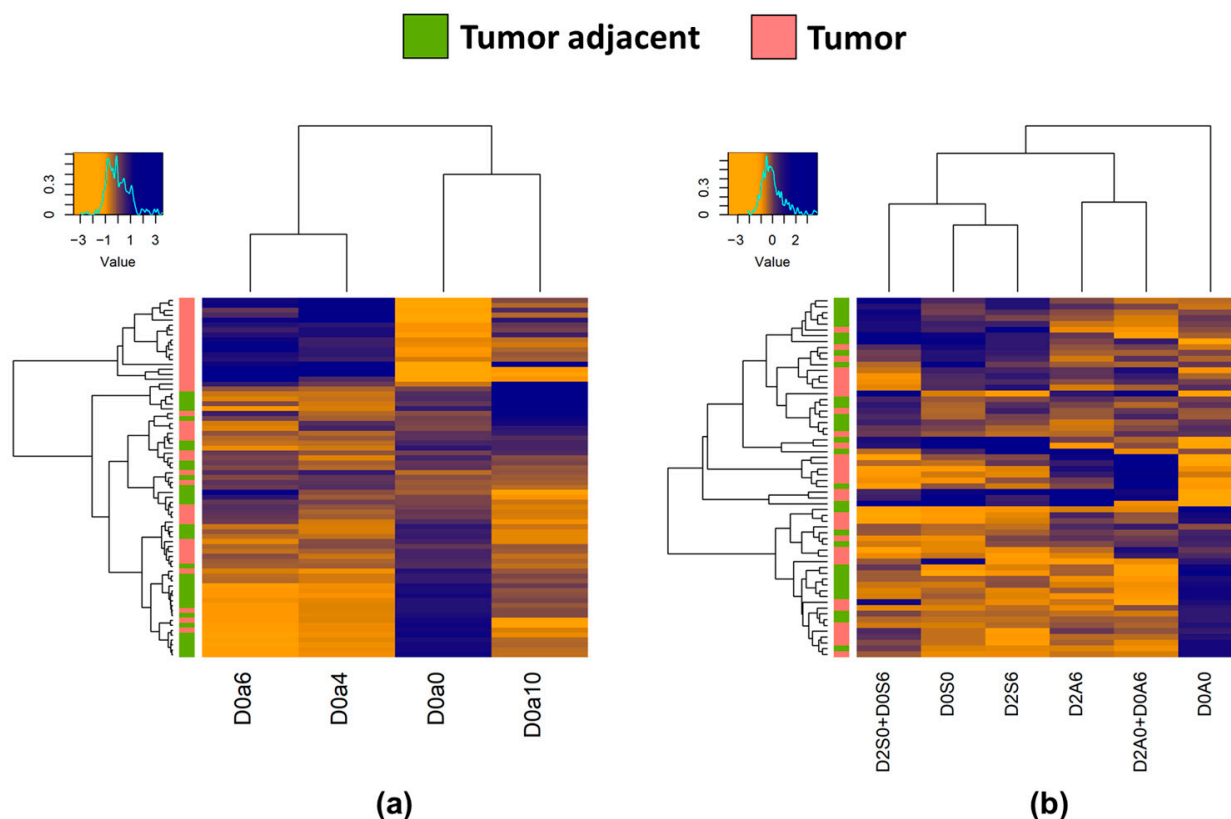 Tumor adjacent
Tumor
0.3
0
−3 −1 1 3
Value
0.3
0
−3 0 2
Value
D0a6
D0a4
D0a0
D0a10
D2S0+D0S6
D0S0
D2S6
D2A6
D2A0+D0A6
D0A0
(a)
(b)